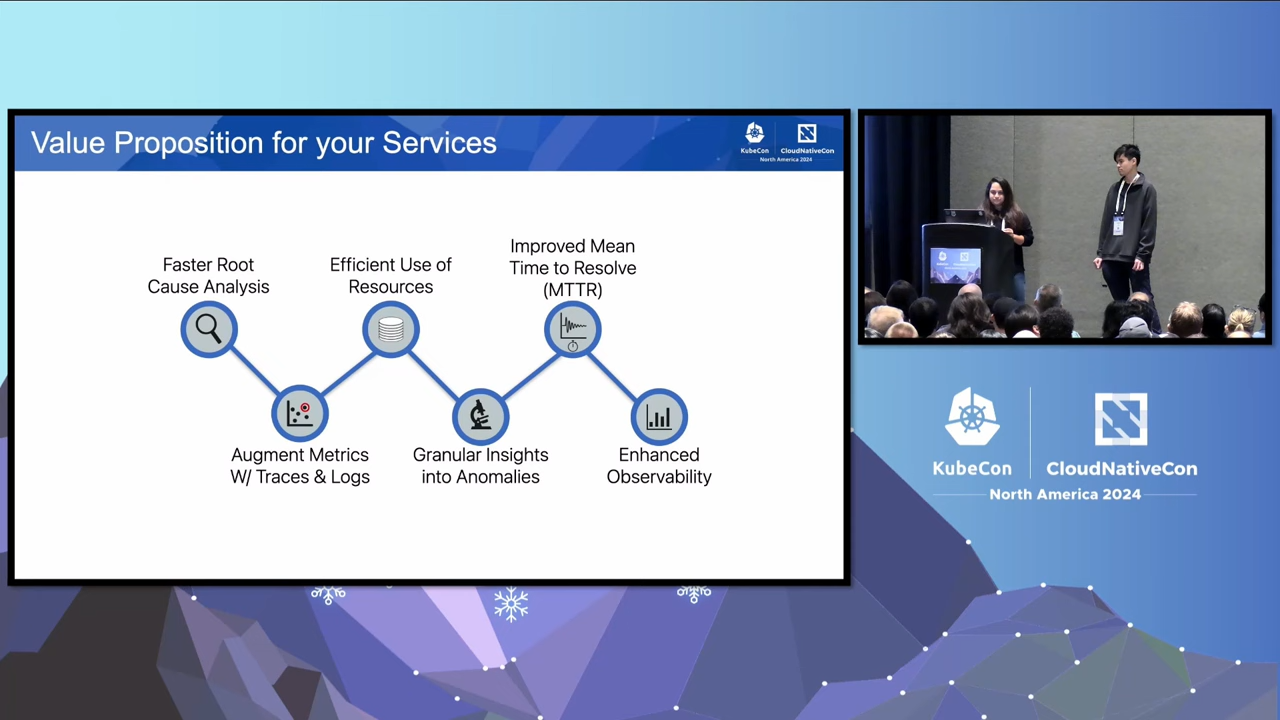 Value Proposition for your Services
KubeCon
CloudNativeCon
North America 2024
Faster Root
Cause Analysis
Efficient Use of
Resources
Improved Mean
Time to Resolve
(MTTR)
Augment Metrics
W/ Traces & Logs
Granular Insights
into Anomalies
Enhanced
Observability
KubeCon
CloudNativeCon
North America 2024